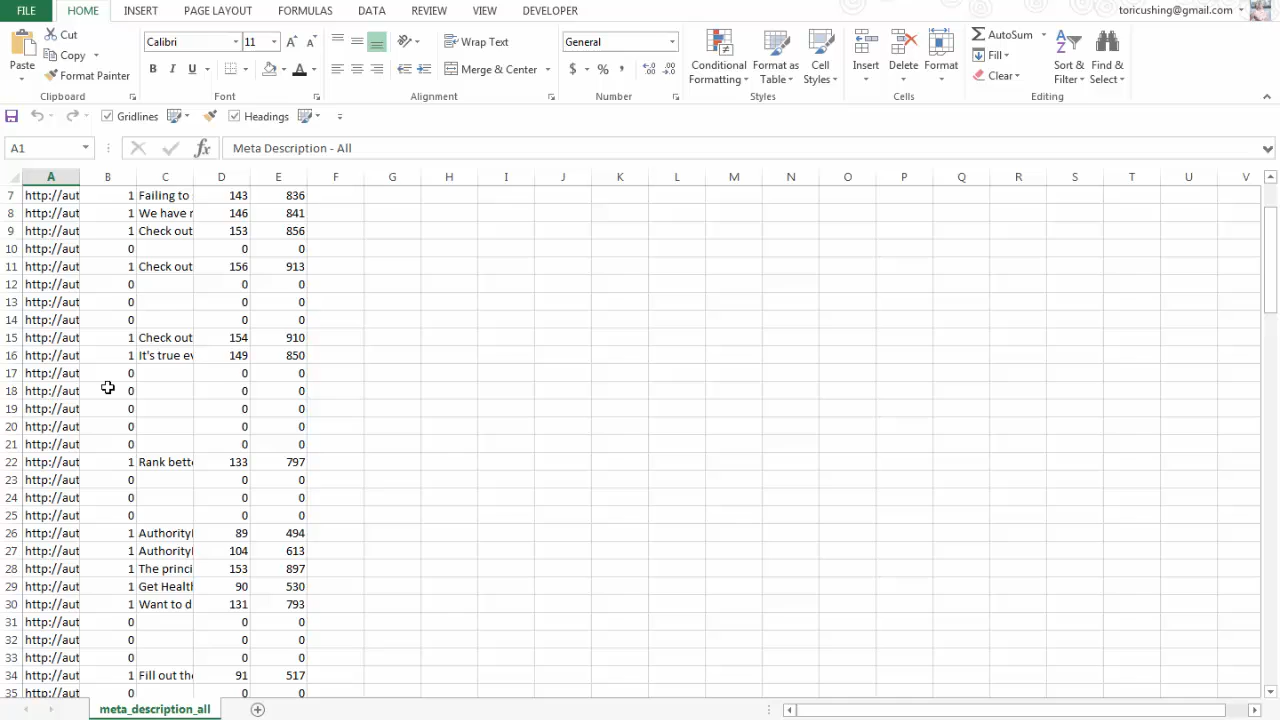 FILE HOME INSERT PAGE LAYOUT FORMULAS DATA REVIEW VIEW DEVELOPER toricushing@gmail.com
Cut
Copy
Format Painter
Paste
Clipboard
Calibri 11
B I U
Font
Wrap Text
Merge & Center
Alignment
General
$ % ,
Number
Conditional Formatting
Format as Table
Cell Styles
Styles
Insert Delete Format
Cells
AutoSum
Fill
Clear
Sort & Filter
Find & Select
Editing
Gridlines Headings
A1 fx Meta Description - All
A B C D E F G H I J K L M N O P Q R S T U V
7 http://aut 1 Failing to 143 836
8 http://aut 1 We have r 146 841
9 http://aut 1 Check out 153 856
10 http://aut 0 0 0
11 http://aut 1 Check out 156 913
12 http://aut 0 0 0
13 http://aut 0 0 0
14 http://aut 0 0 0
15 http://aut 1 Check out 154 910
16 http://aut 1 It's true ev 149 850
17 http://aut 0 0 0
18 http://aut 0 0 0
19 http://aut 0 0 0
20 http://aut 0 0 0
21 http://aut 0 0 0
22 http://aut 1 Rank bette 133 797
23 http://aut 0 0 0
24 http://aut 0 0 0
25 http://aut 0 0 0
26 http://aut 1 Authority 89 494
27 http://aut 1 Authority 104 613
28 http://aut 1 The princi 153 897
29 http://aut 1 Get Healt 90 530
30 http://aut 1 Want to d 131 793
31 http://aut 0 0 0
32 http://aut 0 0 0
33 http://aut 0 0 0
34 http://aut 1 Fill out the 91 517
35 http://aut 0 0 0
meta_description_all